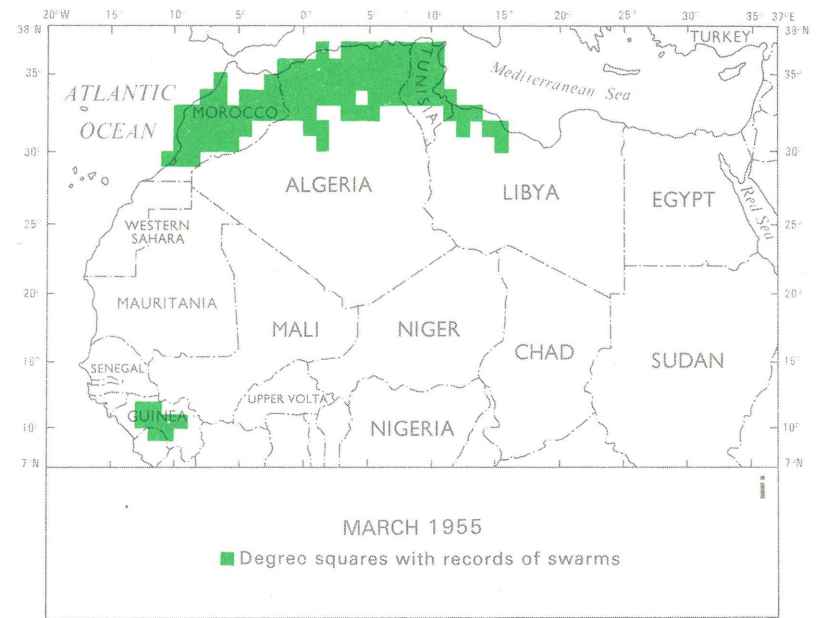 20°W 15° 10° 5° 0° 5° 10° 15° 20° 25° 30° 35° 37°E
38°N 38°N
TURKEY
35° 35°
Mediterranean Sea
TUNISIA
ATLANTIC
OCEAN
MOROCCO
30° 30°
ALGERIA
LIBYA
EGYPT
Red Sea
25° 25°
WESTERN
SAHARA
20° 20°
MAURITANIA
MALI
NIGER
CHAD
SUDAN
15° 15°
SENEGAL
UPPER VOLTA
GUINEA
NIGERIA
10° 10°
7°N 7°N
i
MARCH 1955
Degree squares with records of swarms